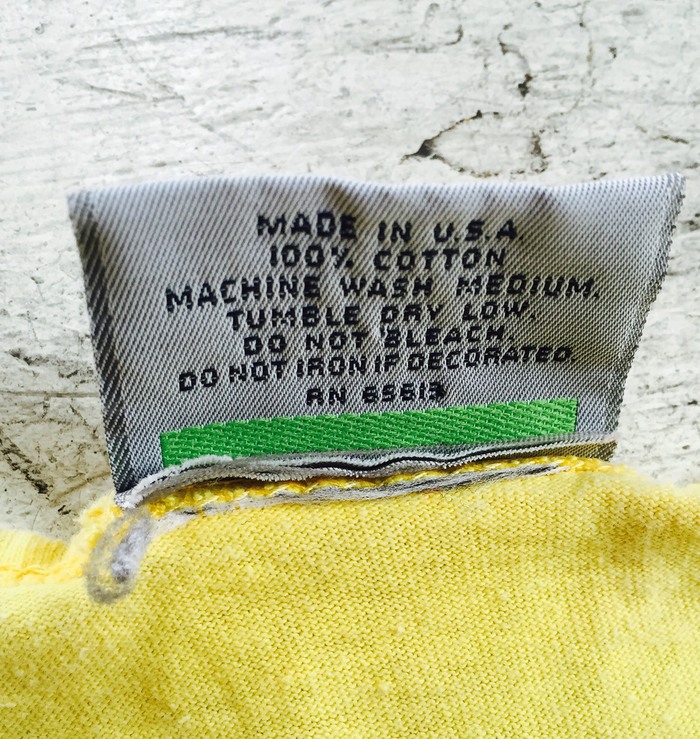 MADE IN U.S.A.
100% COTTON
MACHINE WASH MEDIUM.
TUMBLE DRY LOW.
DO NOT BLEACH.
DO NOT IRON IF DECORATED.
RN 65613